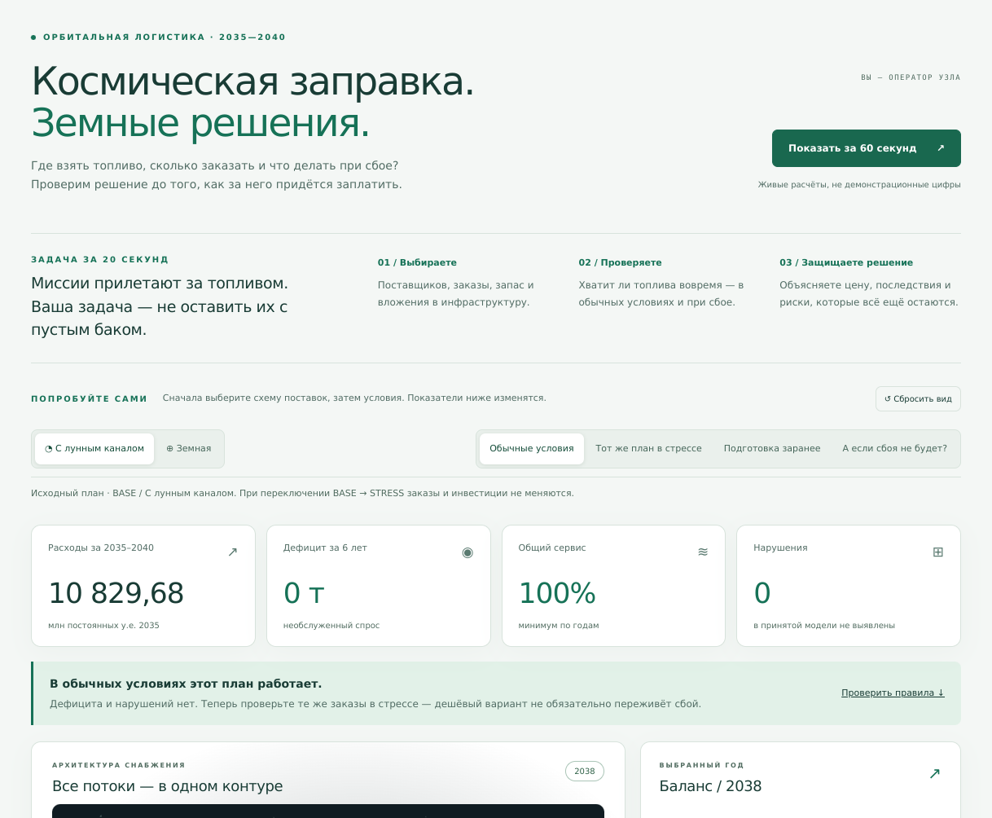 ОРБИТАЛЬНАЯ ЛОГИСТИКА · 2035—2040
Космическая заправка.
Земные решения.
Где взять топливо, сколько заказать и что делать при сбое?
Проверим решение до того, как за него придётся заплатить.
ВЫ — ОПЕРАТОР УЗЛА
Показать за 60 секунд ↗
Живые расчёты, не демонстрационные цифры
ЗАДАЧА ЗА 20 СЕКУНД
Миссии прилетают за топливом.
Ваша задача — не оставить их с
пустым баком.
01 / Выбираете
Поставщиков, заказы, запас и
вложения в инфраструктуру.
02 / Проверяете
Хватит ли топлива вовремя — в
обычных условиях и при сбое.
03 / Защищаете решение
Объясняете цену, последствия и
риски, которые всё ещё остаются.
ПОПРОБУЙТЕ САМИ
Сначала выберите схему поставок, затем условия. Показатели ниже изменятся.
↺ Сбросить вид
◔ С лунным каналом
⊕ Земная
Обычные условия
Тот же план в стрессе
Подготовка заранее
А если сбоя не будет?
Исходный план · BASE / С лунным каналом. При переключении BASE → STRESS заказы и инвестиции не меняются.
Расходы за 2035–2040 ↗
10 829,68
млн постоянных у.е. 2035
Дефицит за 6 лет ◉
0 т
необслуженный спрос
Общий сервис ≋
100%
минимум по годам
Нарушения ⊞
0
в принятой модели не выявлены
В обычных условиях этот план работает.
Дефицита и нарушений нет. Теперь проверьте те же заказы в стрессе — дешёвый вариант не обязательно переживёт сбой.
Проверить правила ↓
АРХИТЕКТУРА СНАБЖЕНИЯ
Все потоки — в одном контуре
2038
ВЫБРАННЫЙ ГОД
Баланс / 2038 ↗